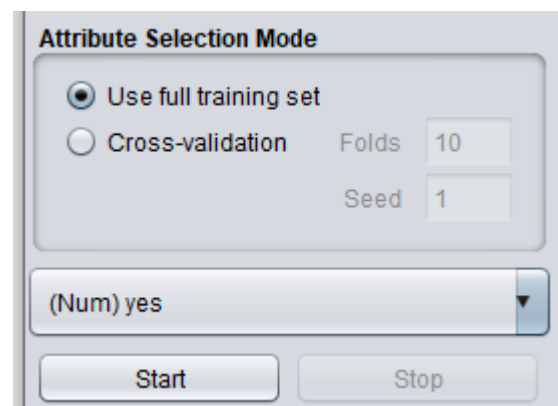 Attribute Selection Mode
Use full training set
Cross-validation Folds 10
Seed 1
(Num) yes
Start Stop